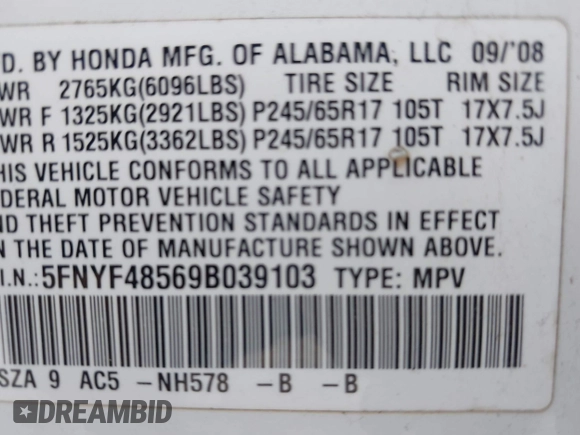 D. BY HONDA MFG. OF ALABAMA, LLC 09/'08
WR 2765KG(6096LBS) TIRE SIZE RIM SIZE
WR F 1325KG(2921LBS) P245/65R17 105T 17X7.5J
WR R 1525KG(3362LBS) P245/65R17 105T 17X7.5J
HIS VEHICLE CONFORMS TO ALL APPLICABLE
EDERAL MOTOR VEHICLE SAFETY
ND THEFT PREVENTION STANDARDS IN EFFECT
N THE DATE OF MANUFACTURE SHOWN ABOVE.
I.N.: 5FNYF48569B039103 TYPE: MPV
SZA 9 AC5 -NH578 -B -B
DREAMBID